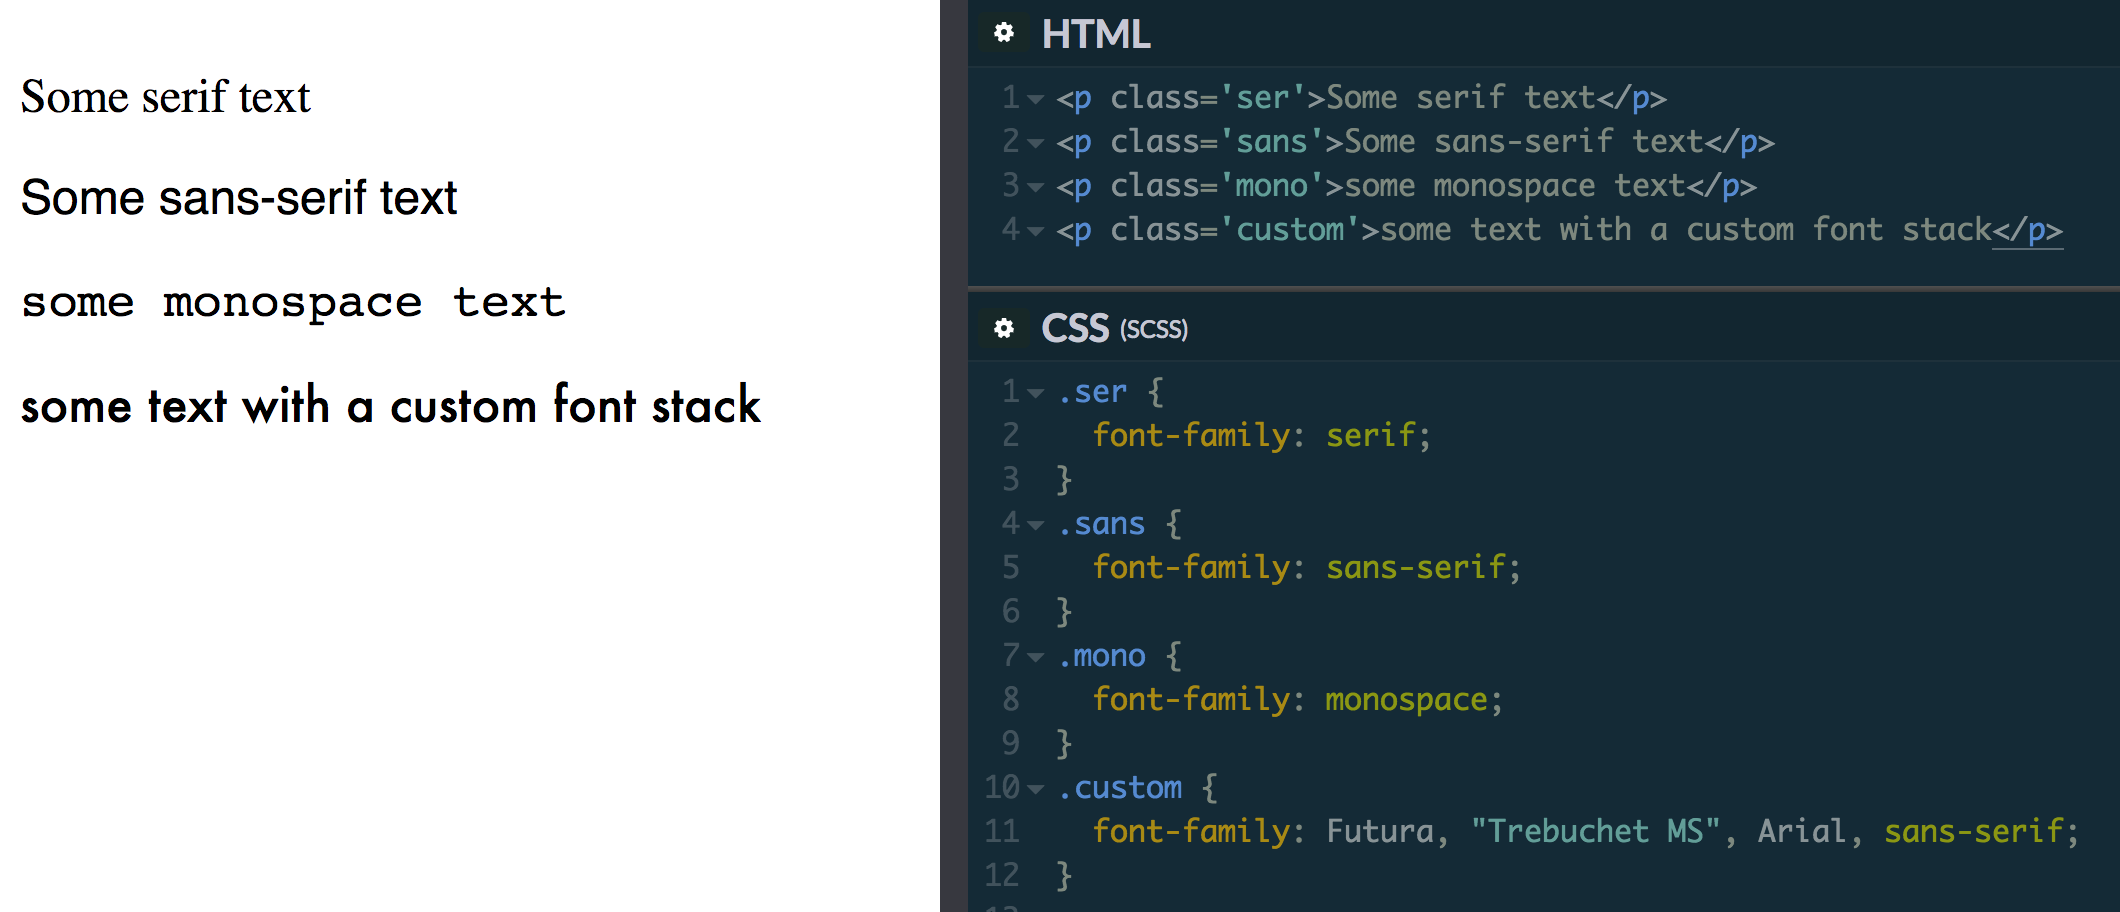 Some serif text
Some sans-serif text
some monospace text
some text with a custom font stack
HTML
1 <p class='ser'>Some serif text</p>
2 <p class='sans'>Some sans-serif text</p>
3 <p class='mono'>some monospace text</p>
4 <p class='custom'>some text with a custom font stack</p>
CSS (SCSS)
1 .ser {
2 font-family: serif;
3 }
4 .sans {
5 font-family: sans-serif;
6 }
7 .mono {
8 font-family: monospace;
9 }
10 .custom {
11 font-family: Futura, "Trebuchet MS", Arial, sans-serif;
12 }